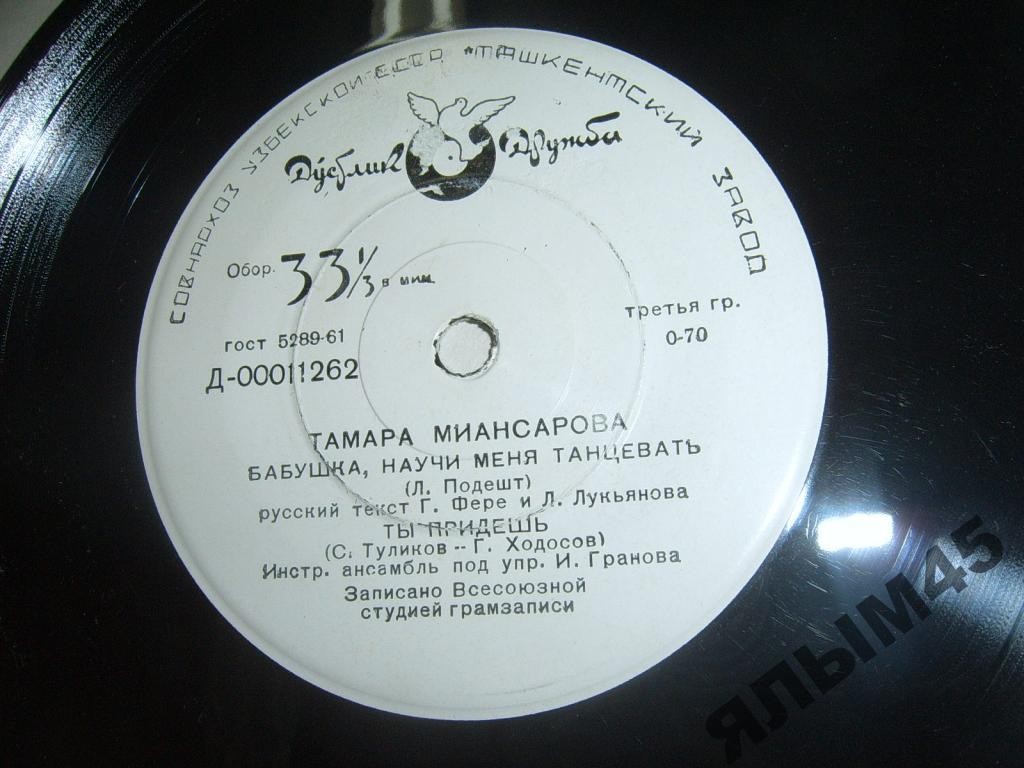 СОВНАРХОЗ УЗБЕКСКОЙ ССР *ТАШКЕНТСКИЙ ЗАВОД
Дўстлик Дружба
Обор. 33 1/3 в мин.
третья гр.
гост 5289-61
0-70
Д-00011262
ТАМАРА МИАНСАРОВА
БАБУШКА, НАУЧИ МЕНЯ ТАНЦЕВАТЬ
(Л. Подешт)
русский текст Г. Фере и Л. Лукьянова
ТЫ ПРИДЕШЬ
(С. Туликов -- Г. Ходосов)
Инстр. ансамбль под упр. И. Гранова
Записано Всесоюзной
студией грамзаписи
ЯЛЫМ45